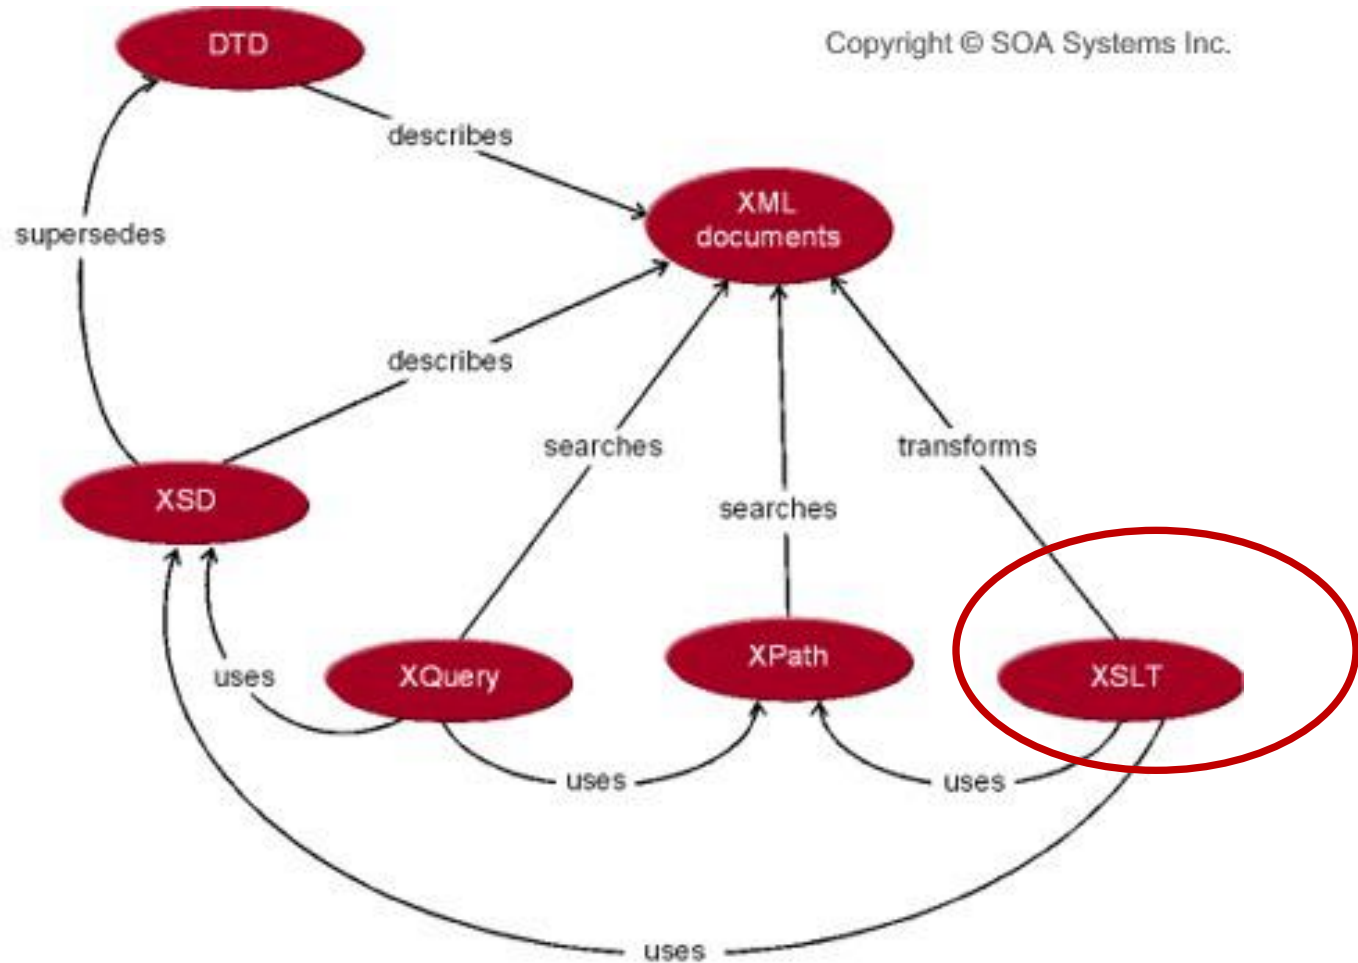 DTD
Copyright © SOA Systems Inc.
describes
XML
documents
supersedes
describes
searches
transforms
XSD
searches
uses
XQuery
XPath
XSLT
uses
uses
uses